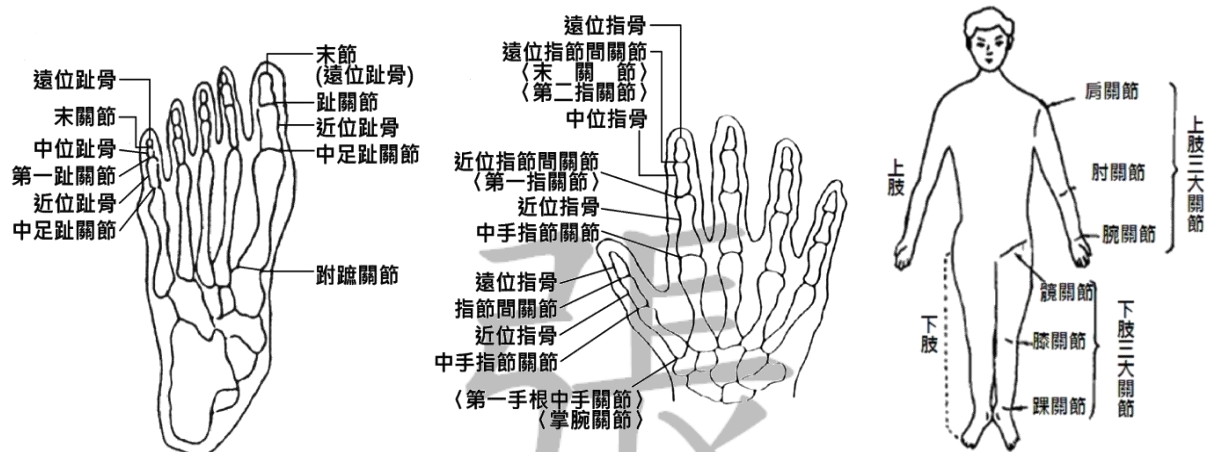 遠位趾骨
末關節
中位趾骨
第一趾關節
近位趾骨
中足趾關節
末節
(遠位趾骨)
趾關節
近位趾骨
中足趾關節
跗蹠關節
遠位指骨
遠位指節間關節
〈末 關 節〉
〈第二指關節〉
中位指骨
近位指節間關節
〈第一指關節〉
近位指骨
中手指節關節
遠位指骨
指節間關節
近位指骨
中手指節關節
〈第一手根中手關節〉
〈掌腕關節〉
上肢
下肢
肩關節
肘關節
腕關節
上肢三大關節
髖關節
膝關節
踝關節
下肢三大關節